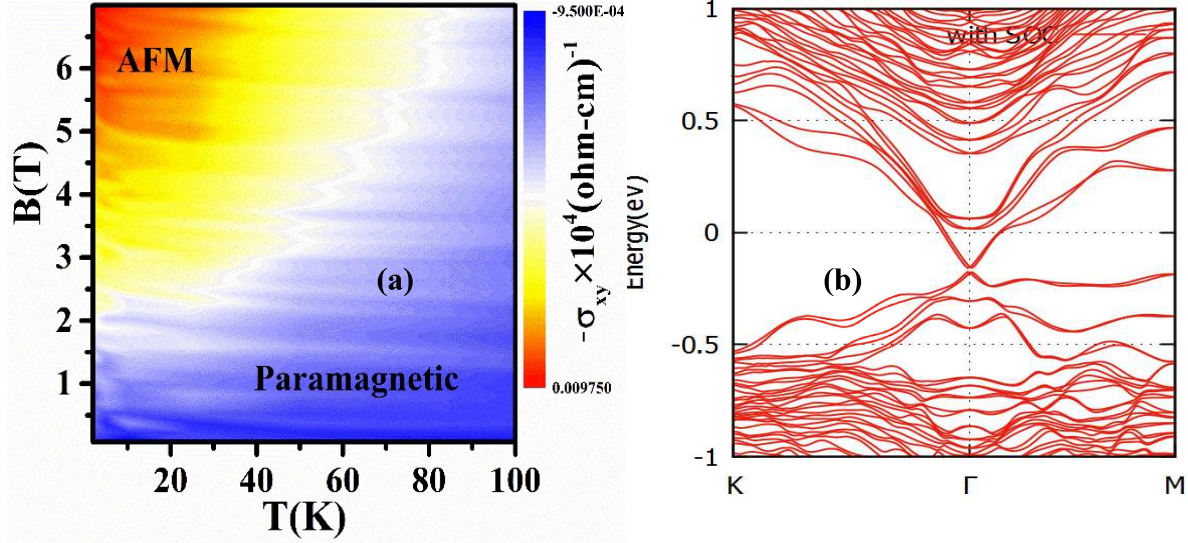 AFM
(a)
Paramagnetic
B(T)
6
5
4
3
2
1
20
40
60
80
100
T(K)
-9.500E-04
0.009750
-σxy×10⁴(ohm-cm)⁻¹
with SOC
(b)
Energy(eV)
1
0.5
0
-0.5
-1
K
Γ
M